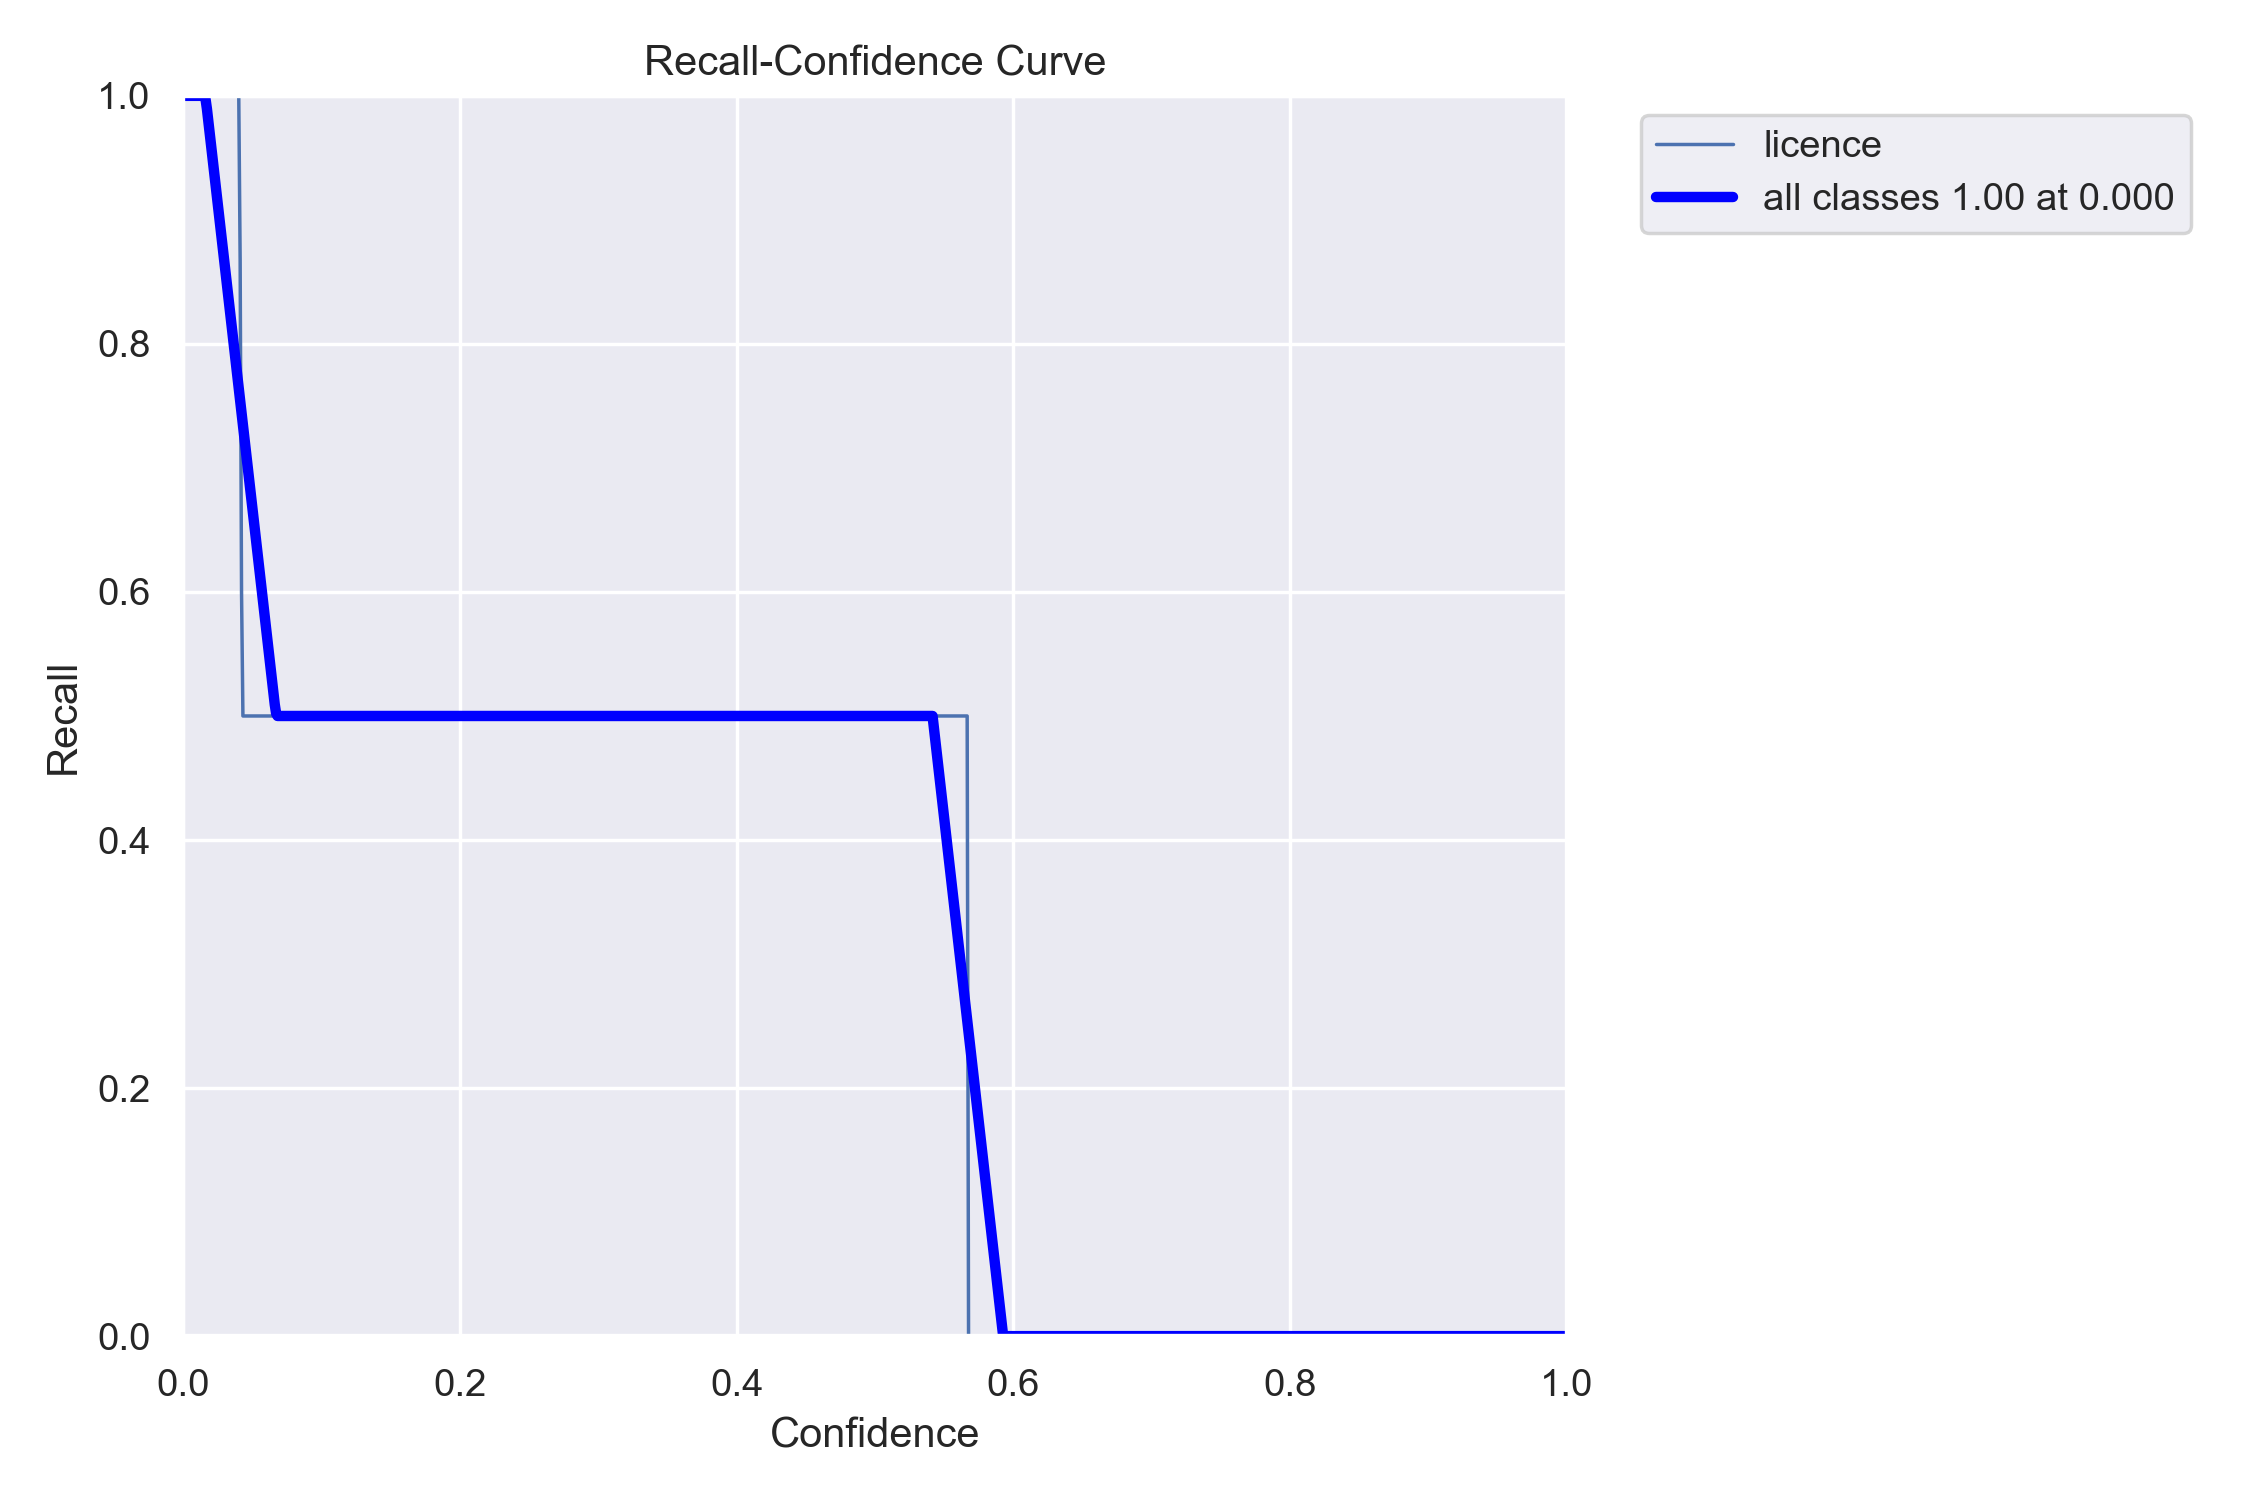 Recall-Confidence Curve
1.0
0.8
0.6
0.4
0.2
0.0
Recall
0.0 0.2 0.4 0.6 0.8 1.0
Confidence
licence
all classes 1.00 at 0.000